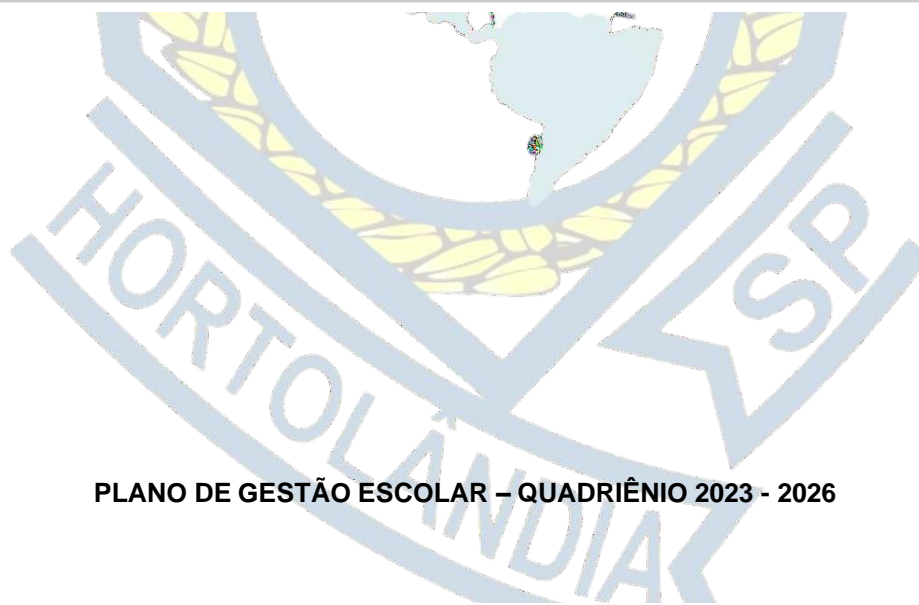 HORTOLÂNDIA
SP
PLANO DE GESTÃO ESCOLAR – QUADRIÊNIO 2023 - 2026